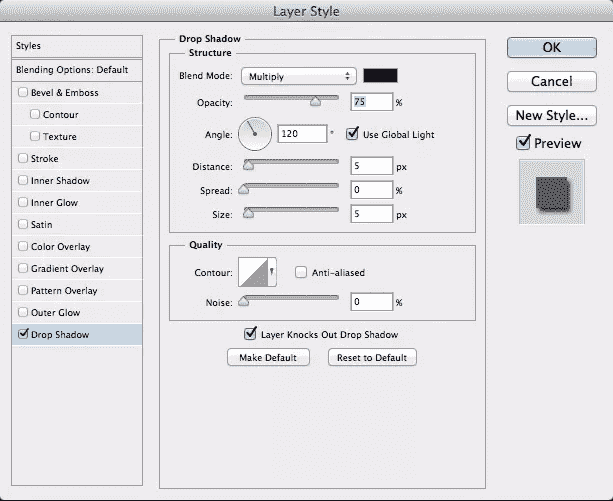 Layer Style
Styles
Blending Options: Default
Bevel & Emboss
Contour
Texture
Stroke
Inner Shadow
Inner Glow
Satin
Color Overlay
Gradient Overlay
Pattern Overlay
Outer Glow
Drop Shadow
Drop Shadow
Structure
Blend Mode: Multiply
Opacity: 75 %
Angle: 120 ° Use Global Light
Distance: 5 px
Spread: 0 %
Size: 5 px
Quality
Contour: Anti-aliased
Noise: 0 %
Layer Knocks Out Drop Shadow
Make Default Reset to Default
OK
Cancel
New Style...
Preview